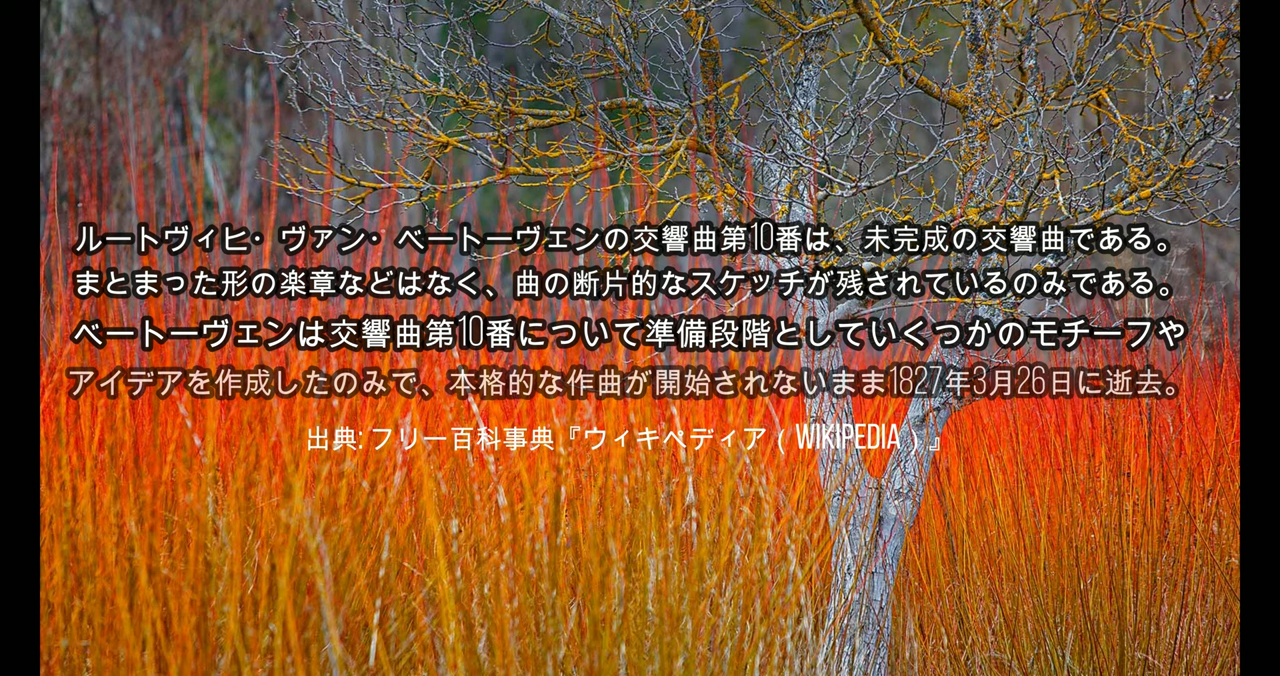 ルートヴィヒ・ヴァン・ベートーヴェンの交響曲第10番は、未完成の交響曲である。
まとまった形の楽章などはなく、曲の断片的なスケッチが残されているのみである。
ベートーヴェンは交響曲第10番について準備段階としていくつかのモチーフや
アイデアを作成したのみで、本格的な作曲が開始されないまま1827年3月26日に逝去。
出典: フリー百科事典『ウィキペディア（WIKIPEDIA）』